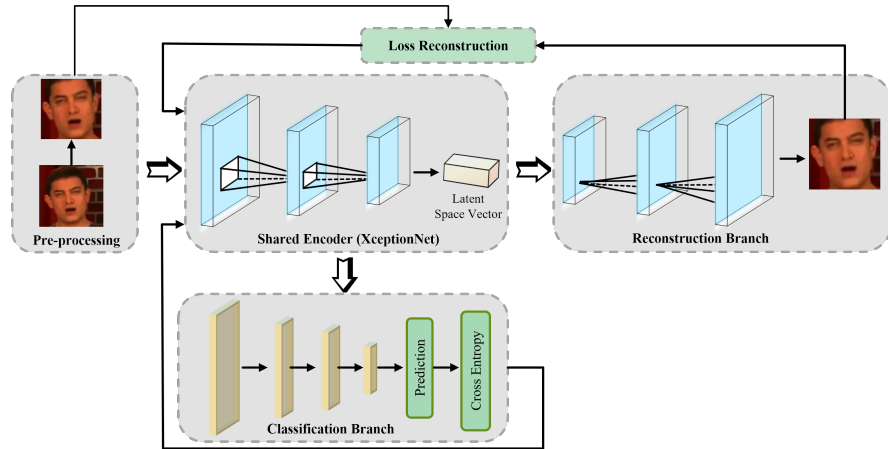 Loss Reconstruction
Pre-processing
Latent
Space Vector
Shared Encoder (XceptionNet)
Reconstruction Branch
Prediction
Cross Entropy
Classification Branch